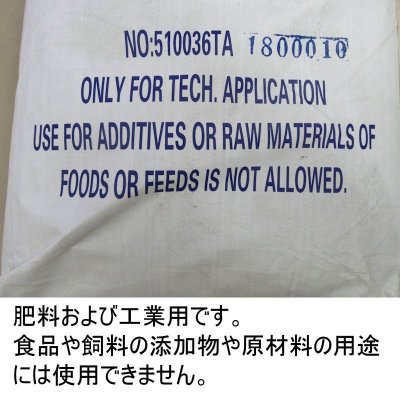 NO:510036TA 1800010
ONLY FOR TECH. APPLICATION
USE FOR ADDITIVES OR RAW MATERIALS OF
FOODS OR FEEDS IS NOT ALLOWED.
肥料および工業用です。
食品や飼料の添加物や原材料の用途
には使用できません。